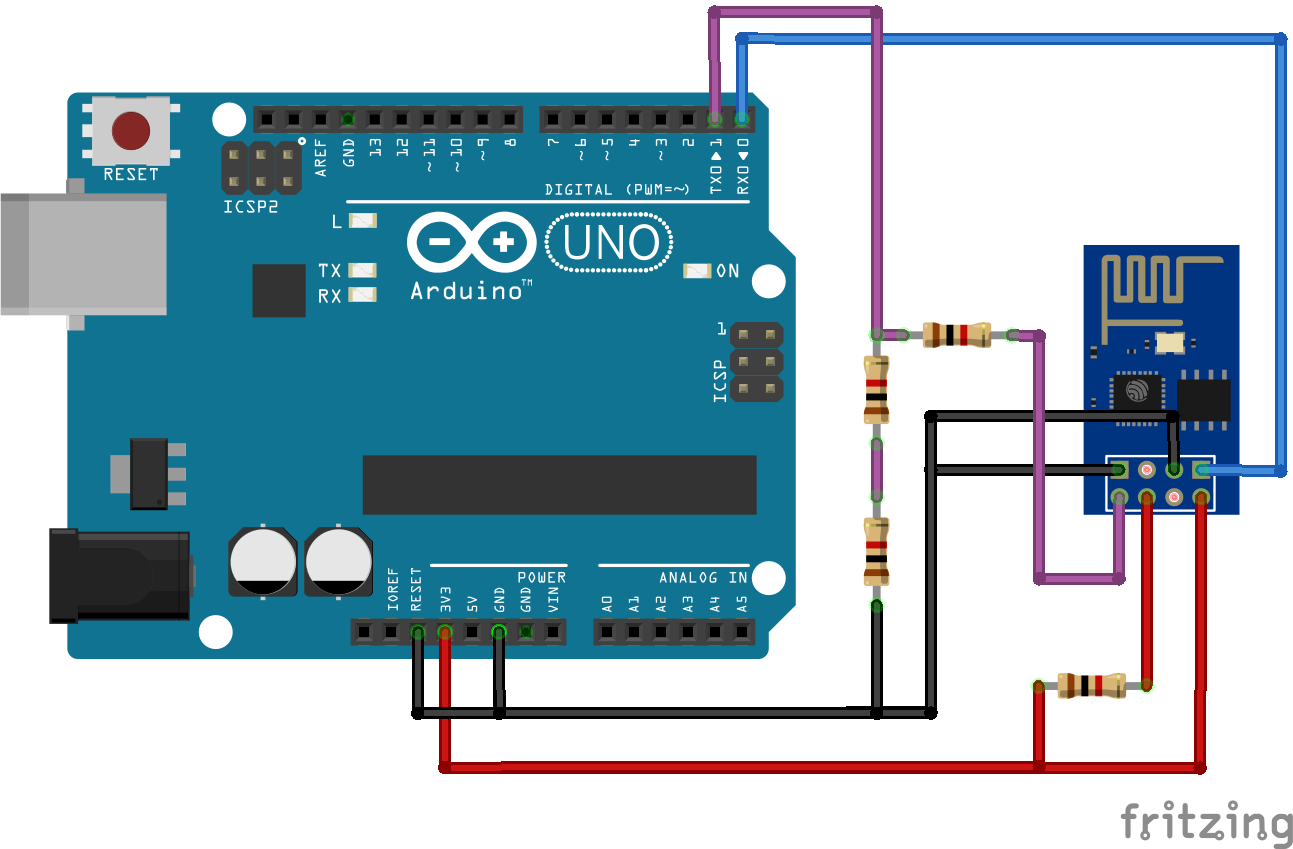 RESET
ICSP2
AREF
GND
13
12
~11
~10
~9
8
7
~6
~5
4
~3
2
TX0▶1
RX0◀0
DIGITAL (PWM=~)
L
TX
RX
Arduino™
UNO
ON
1
ICSP
IOREF
RESET
3V3
5V
GND
GND
VIN
POWER
ANALOG IN
A0
A1
A2
A3
A4
A5
fritzing